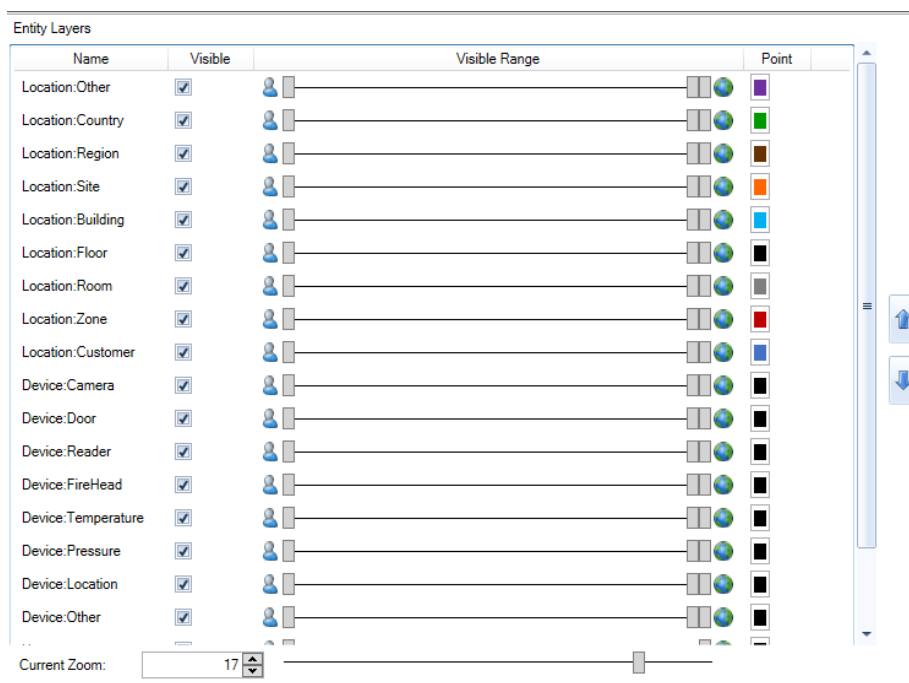 Entity Layers
Name Visible Visible Range Point
Location:Other
Location:Country
Location:Region
Location:Site
Location:Building
Location:Floor
Location:Room
Location:Zone
Location:Customer
Device:Camera
Device:Door
Device:Reader
Device:FireHead
Device:Temperature
Device:Pressure
Device:Location
Device:Other
Current Zoom: 17